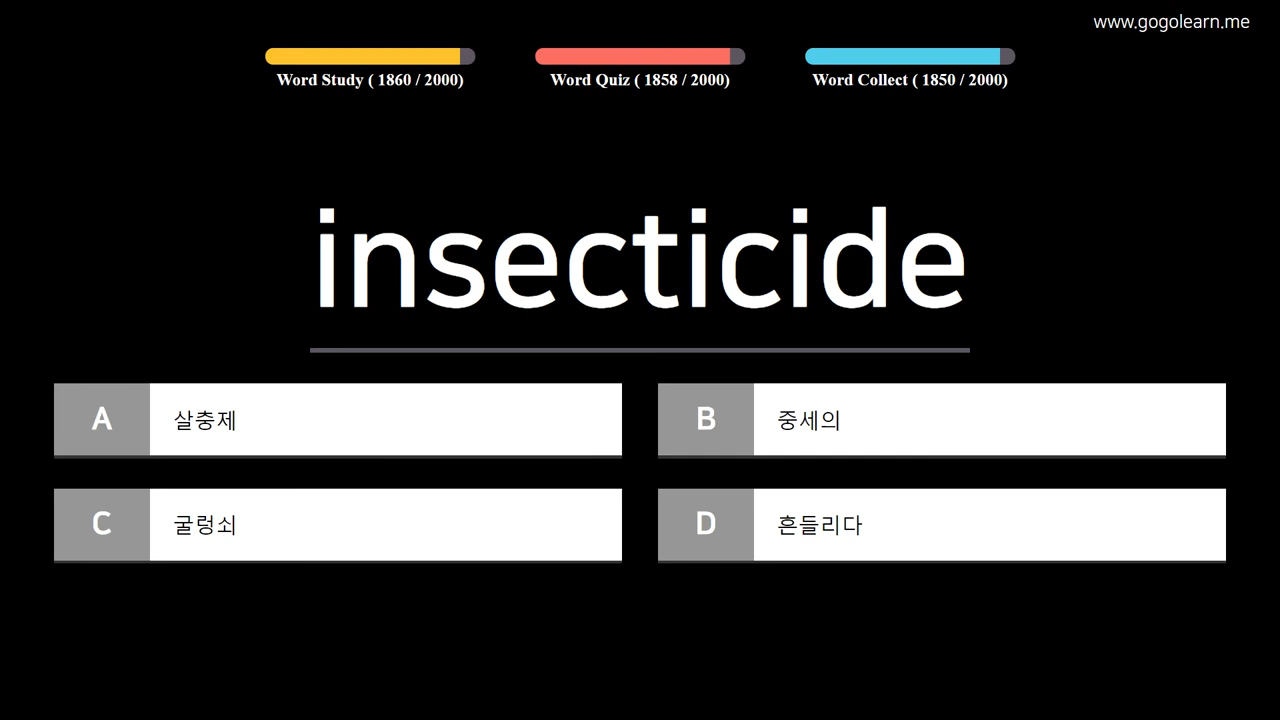 www.gogolearn.me
Word Study ( 1860 / 2000)
Word Quiz ( 1858 / 2000)
Word Collect ( 1850 / 2000)
insecticide
A 살충제
B 중세의
C 굴렁쇠
D 흔들리다